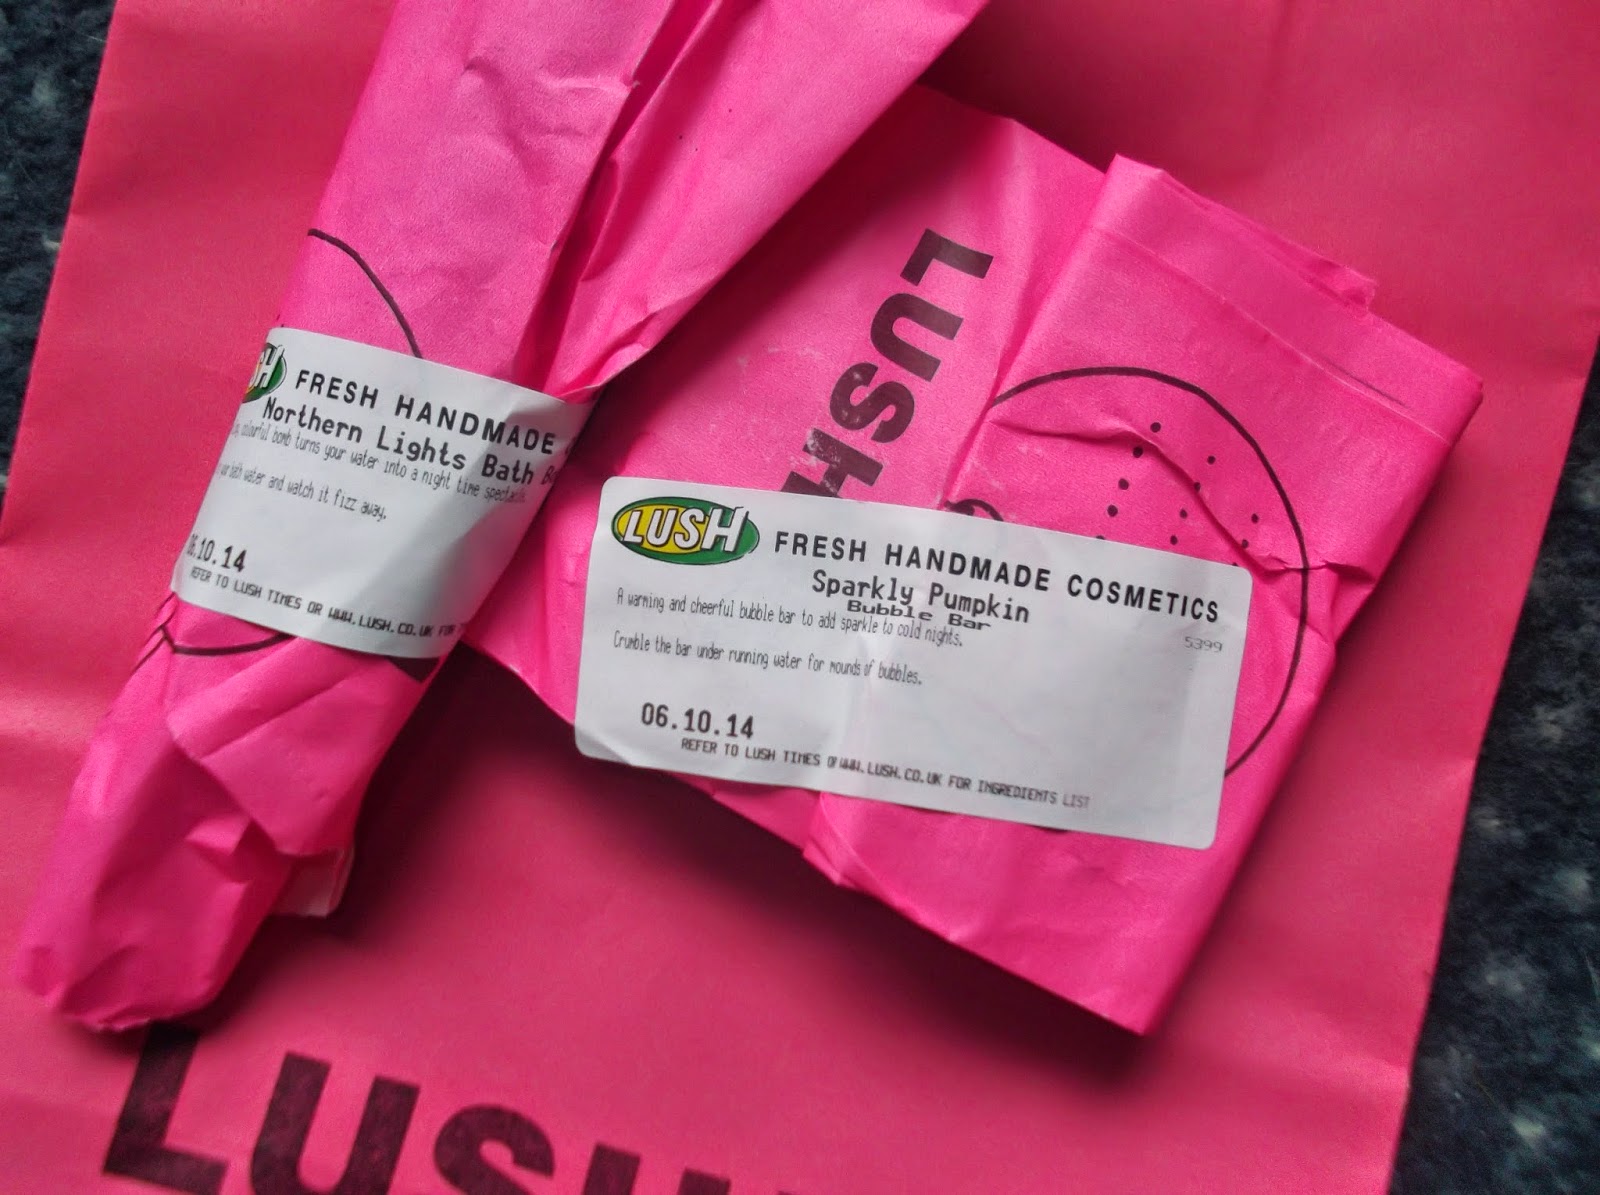 LUSH
FRESH HANDMADE
Northern Lights Bath
colorful bomb turns your water into a night time spectacle.
bath water and watch it fizz away.
06.10.14
REFER TO LUSH TIMES OR WWW.LUSH.CO.UK FOR
LUSH
LUSH
FRESH HANDMADE COSMETICS
Sparkly Pumpkin
Bubble Bar
5399
A warming and cheerful bubble bar to add sparkle to cold nights.
Crumble the bar under running water for mounds of bubbles.
06.10.14
REFER TO LUSH TIMES OR WWW.LUSH.CO.UK FOR INGREDIENTS LIST
LUSH